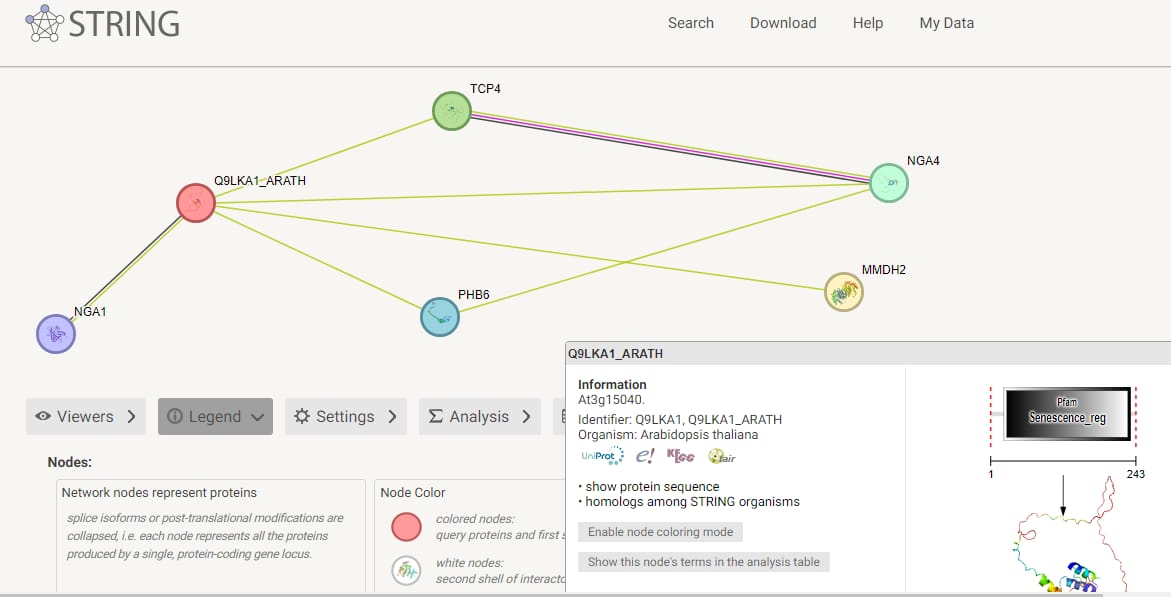 STRING
Search Download Help My Data
TCP4
NGA4
Q9LKA1_ARATH
MMDH2
PHB6
NGA1
Viewers Legend Settings Analysis
Nodes:
Network nodes represent proteins
splice isoforms or post-translational modifications are
collapsed, i.e. each node represents all the proteins
produced by a single, protein-coding gene locus.
Node Color
colored nodes:
query proteins and first s
white nodes:
second shell of interacto
Q9LKA1_ARATH
Information
At3g15040.
Identifier: Q9LKA1, Q9LKA1_ARATH
Organism: Arabidopsis thaliana
UniProt e! KEGG fair
• show protein sequence
• homologs among STRING organisms
Enable node coloring mode
Show this node's terms in the analysis table
Pfam
Senescence_reg
1 243